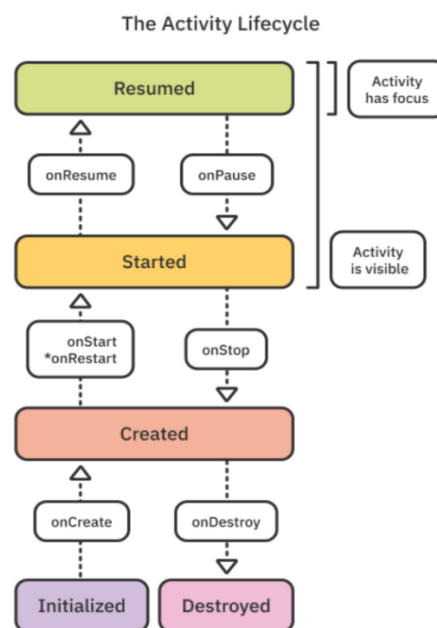 The Activity Lifecycle
Resumed
Activity
has focus
onResume
onPause
Started
Activity
is visible
onStart
*onRestart
onStop
Created
onCreate
onDestroy
Initialized
Destroyed